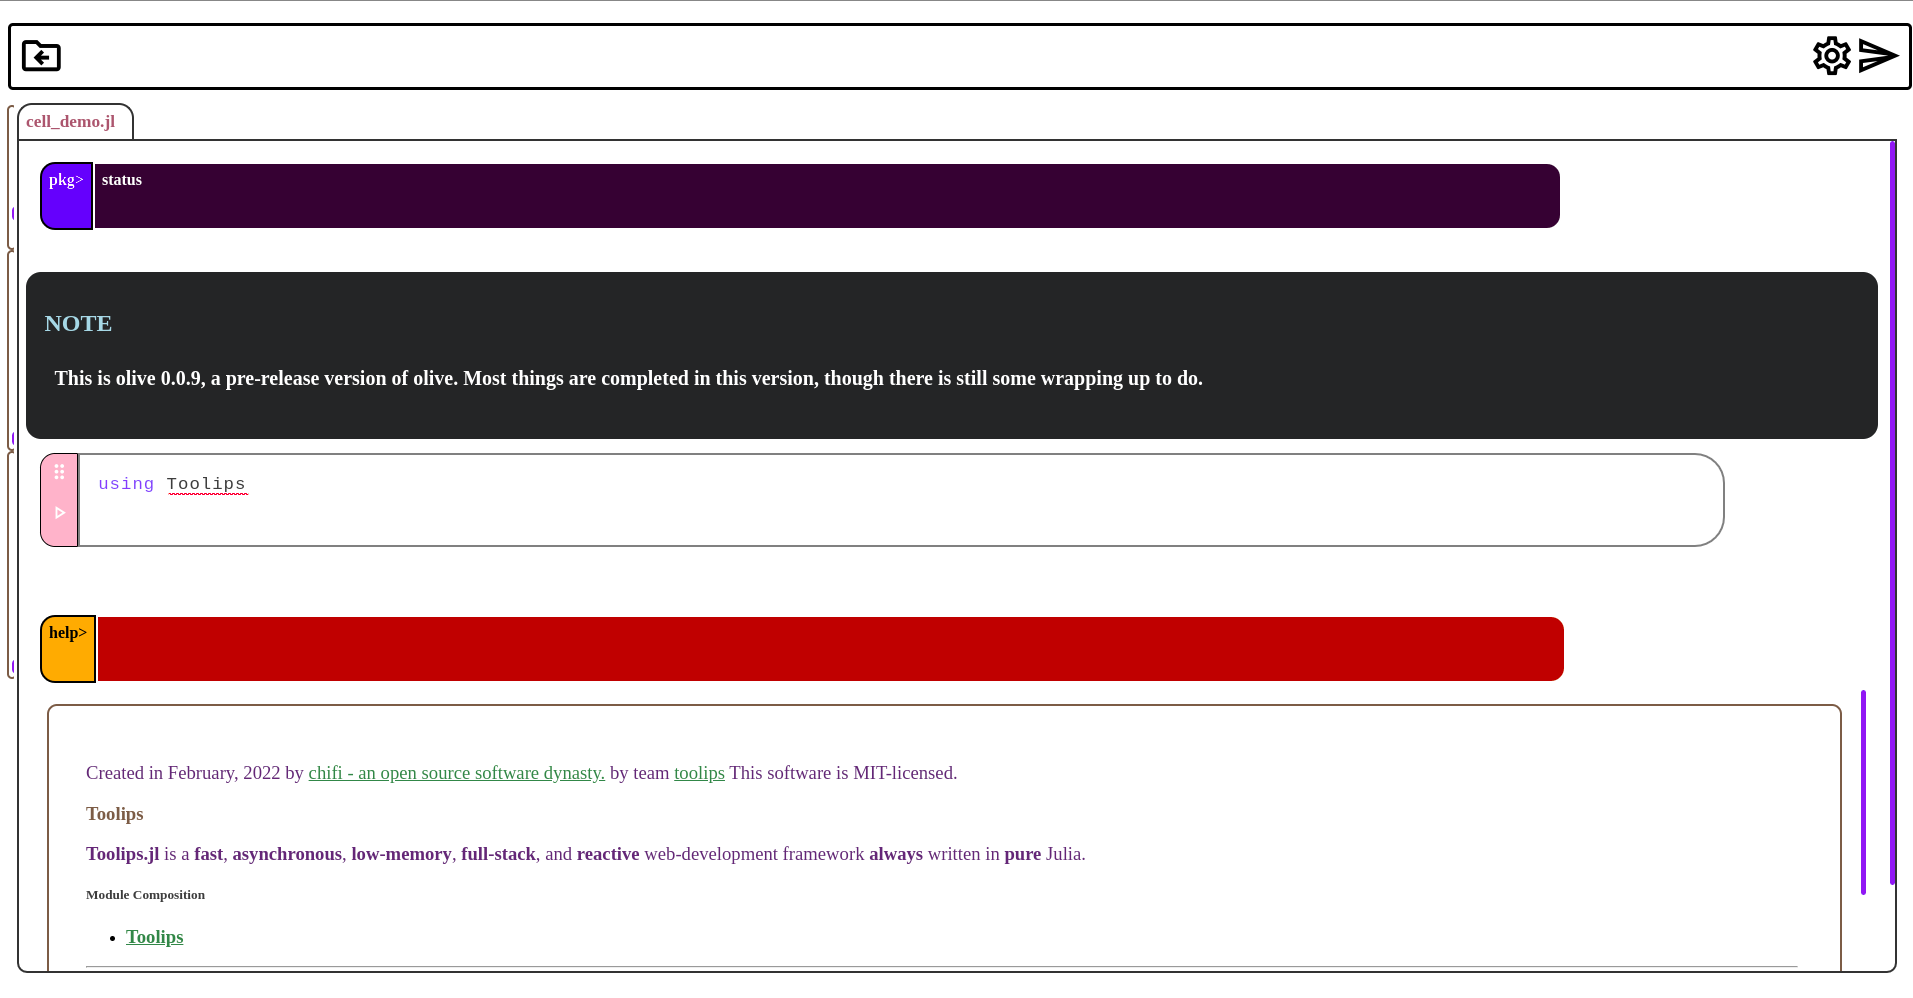 cell_demo.jl
pkg> status
NOTE
This is olive 0.0.9, a pre-release version of olive. Most things are completed in this version, though there is still some wrapping up to do.
using Toolips
help>
Created in February, 2022 by chifi - an open source software dynasty. by team toolips This software is MIT-licensed.
Toolips
Toolips.jl is a fast, asynchronous, low-memory, full-stack, and reactive web-development framework always written in pure Julia.
Module Composition
• Toolips